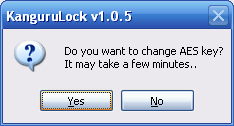 KanguruLock v1.0.5
Do you want to change AES key?
It may take a few minutes..
Yes
No